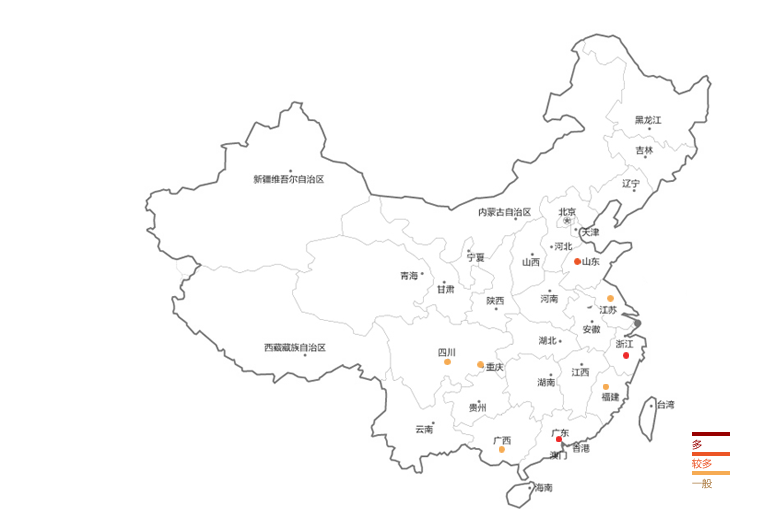 黑龙江
吉林
新疆维吾尔自治区
辽宁
内蒙古自治区
北京
天津
河北
宁夏
山西
山东
青海
甘肃
陕西
河南
江苏
安徽
湖北
浙江
西藏藏族自治区
四川
重庆
江西
湖南
福建
贵州
台湾
云南
广西
广东
香港
澳门
海南
多
较多
一般